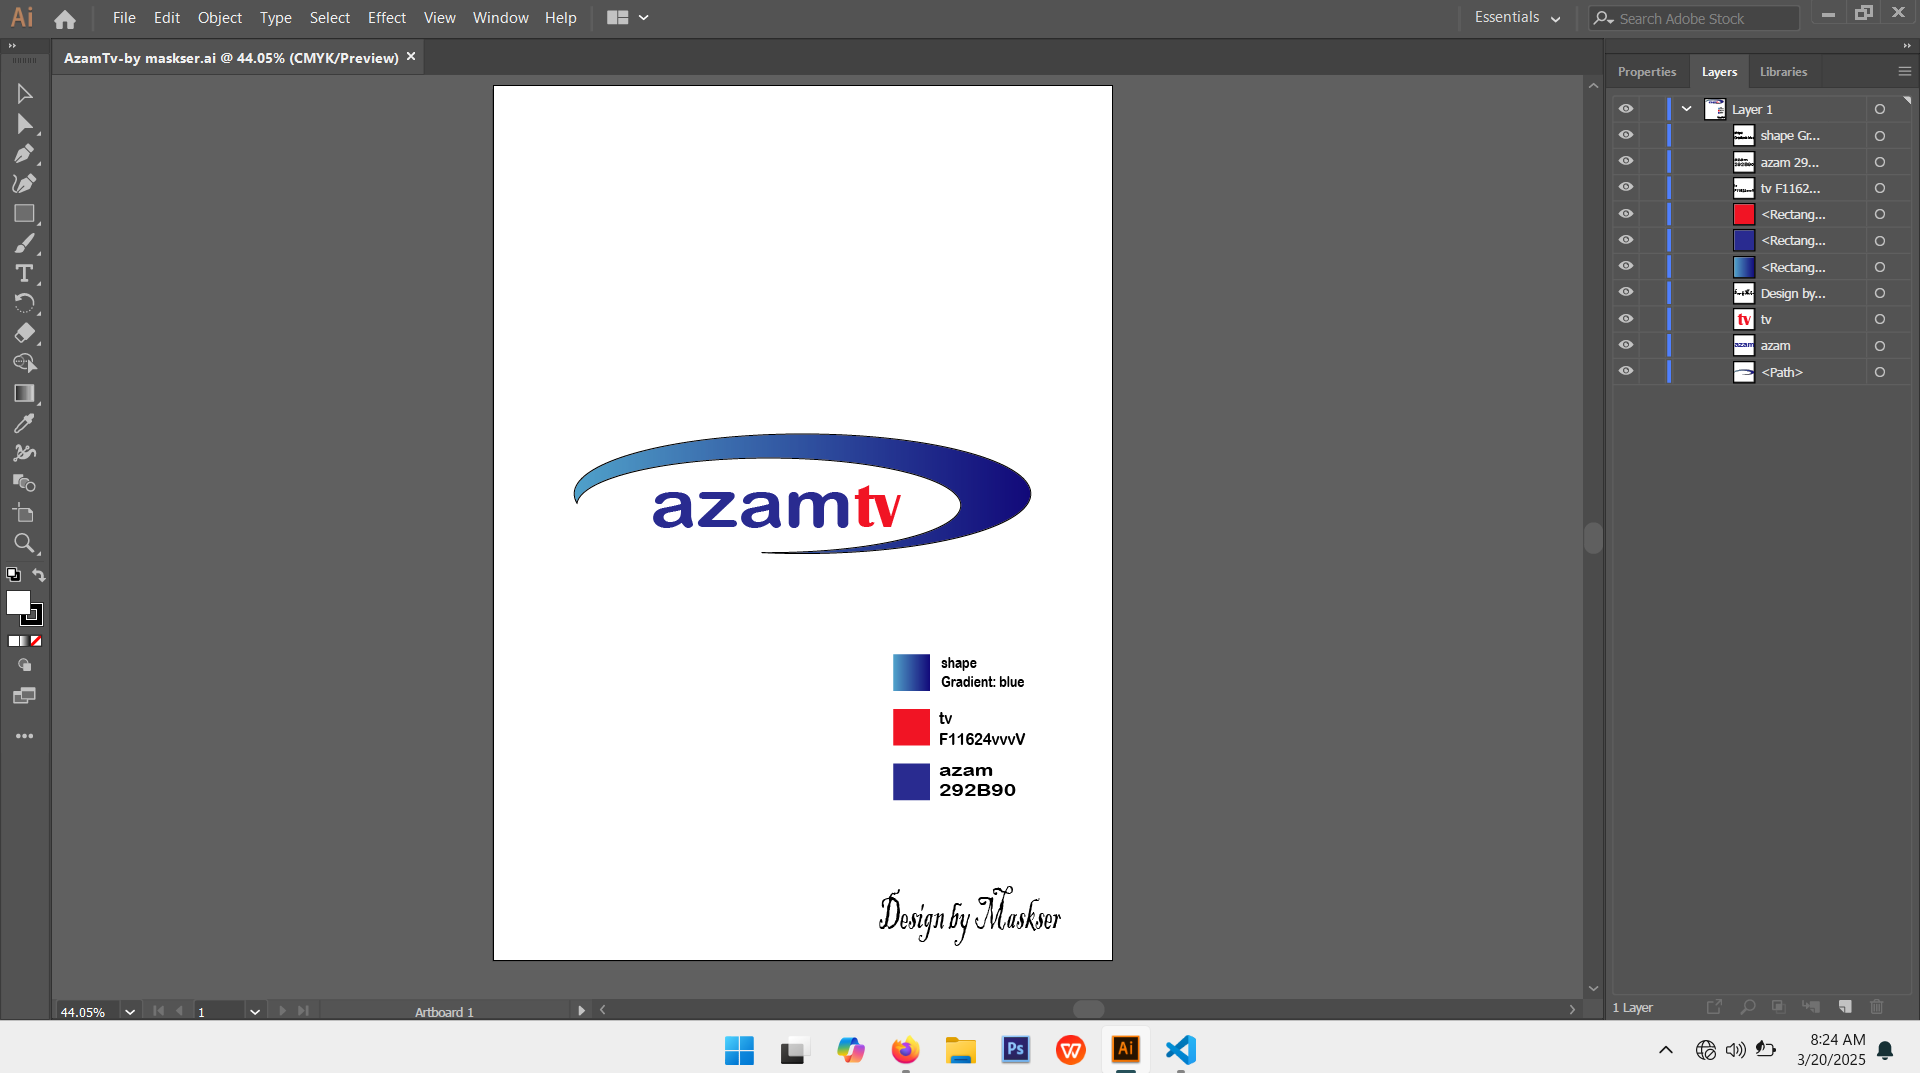 Ai File Edit Object Type Select Effect View Window Help Essentials Search Adobe Stock
AzamTv-by maskser.ai @ 44.05% (CMYK/Preview) ×
Properties Layers Libraries
Layer 1
shape Gr...
azam 29...
tv F1162...
<Rectang...
<Rectang...
<Rectang...
Design by...
tv
azam
<Path>
azamtv
shape
Gradient: blue
tv
F11624vvvV
azam
292B90
Design by Maskser
44.05% 1 Artboard 1
1 Layer
Ps Ai
8:24 AM
3/20/2025